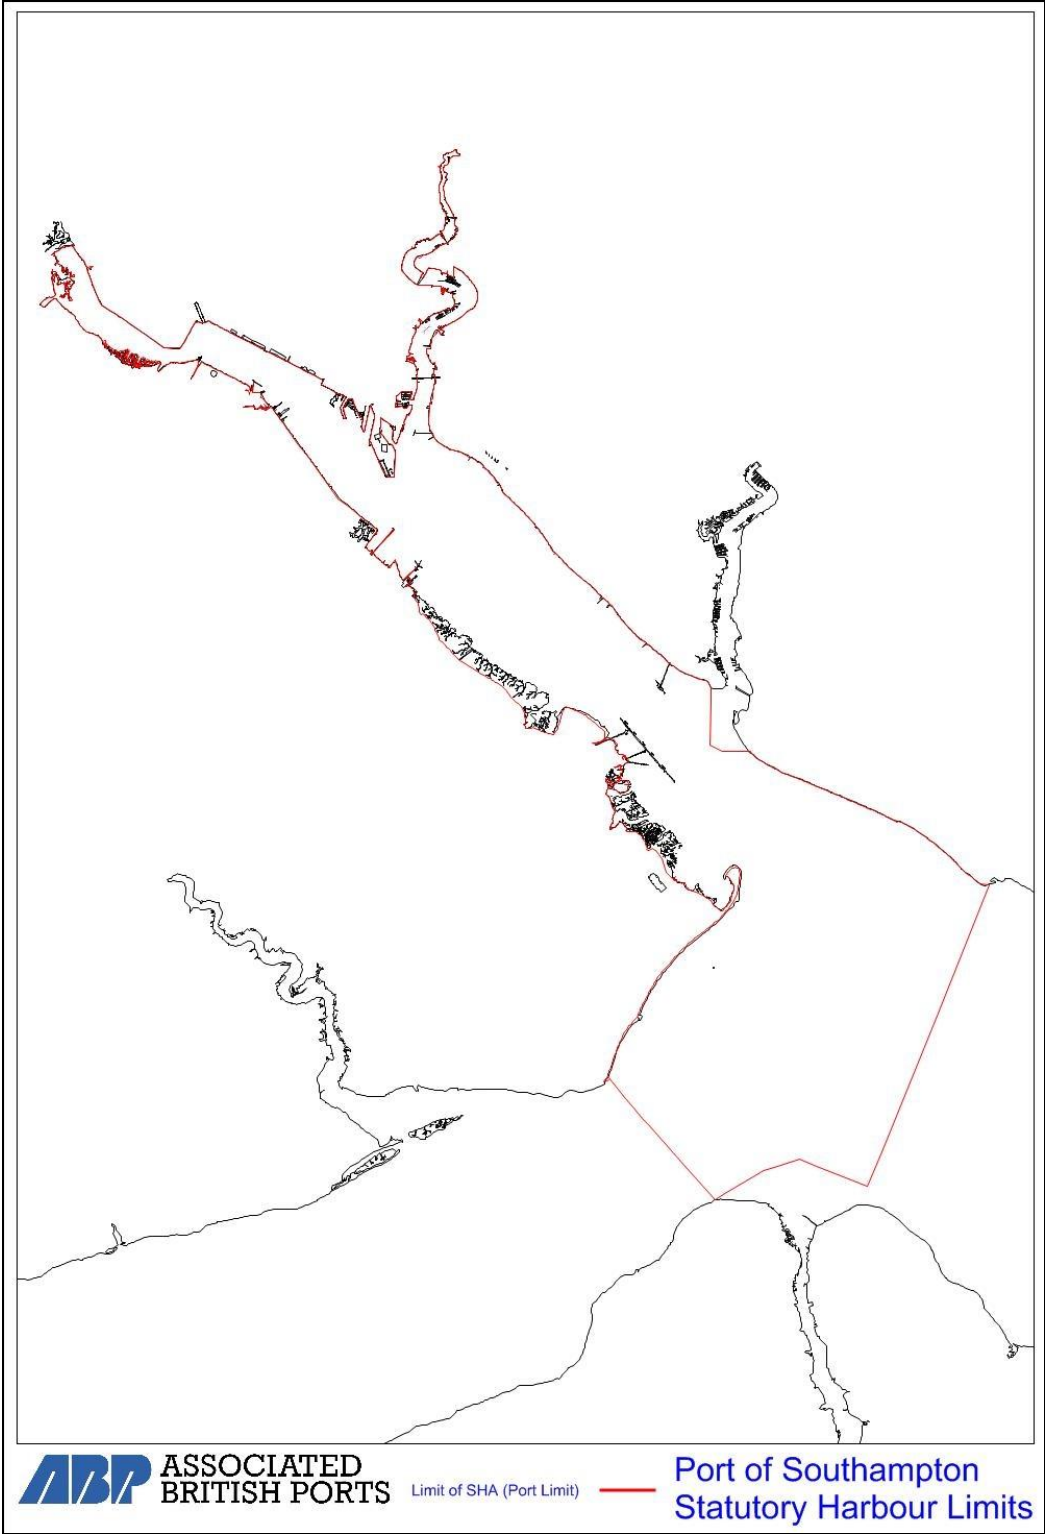 ABP
ASSOCIATED
BRITISH PORTS
Limit of SHA (Port Limit)
Port of Southampton
Statutory Harbour Limits